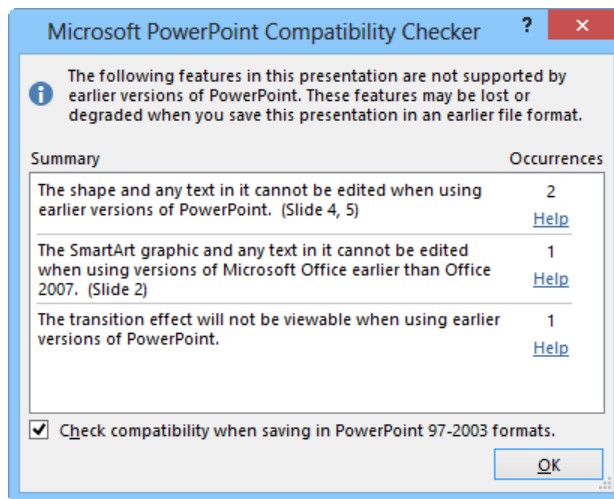 Microsoft PowerPoint Compatibility Checker ?
The following features in this presentation are not supported by
earlier versions of PowerPoint. These features may be lost or
degraded when you save this presentation in an earlier file format.
Summary Occurrences
The shape and any text in it cannot be edited when using 2
earlier versions of PowerPoint. (Slide 4, 5) Help
The SmartArt graphic and any text in it cannot be edited 1
when using versions of Microsoft Office earlier than Office
2007. (Slide 2) Help
The transition effect will not be viewable when using earlier 1
versions of PowerPoint. Help
Check compatibility when saving in PowerPoint 97-2003 formats.
OK